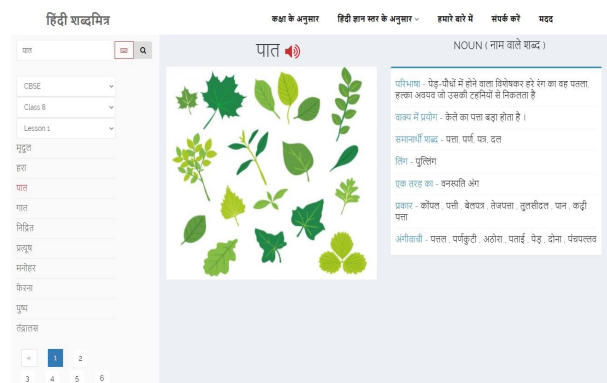 हिंदी शब्दमित्र
कक्षा के अनुसार हिंदी ज्ञान स्तर के अनुसार हमारे बारे में संपर्क करें मदद
पात
CBSE
Class 8
Lesson 1
मृदुल
हरा
पात
गात
निद्रित
प्रत्यूष
मनोहर
फेरना
पुष्प
तंद्रालस
« 1 2
3 4 5 6
पात
NOUN ( नाम वाले शब्द )
परिभाषा - पेड़-पौधों में होने वाला विशेषकर हरे रंग का वह पतला,
हल्का अवयव जो उसकी टहनियों से निकलता है
वाक्य में प्रयोग - केले का पत्ता बड़ा होता है ।
समानार्थी शब्द - पत्ता, पर्ण, पत्र, दल
लिंग - पुल्लिंग
एक तरह का - वनस्पति अंग
प्रकार - कोंपल , पत्ती , बेलपत्र , तेजपत्ता , तुलसीदल , पान , कढ़ी
पत्ता
अंगीवाची - पत्तल , पर्णकुटी , अठोरा , पताई , पेड़ , दोना , पंचपल्लव